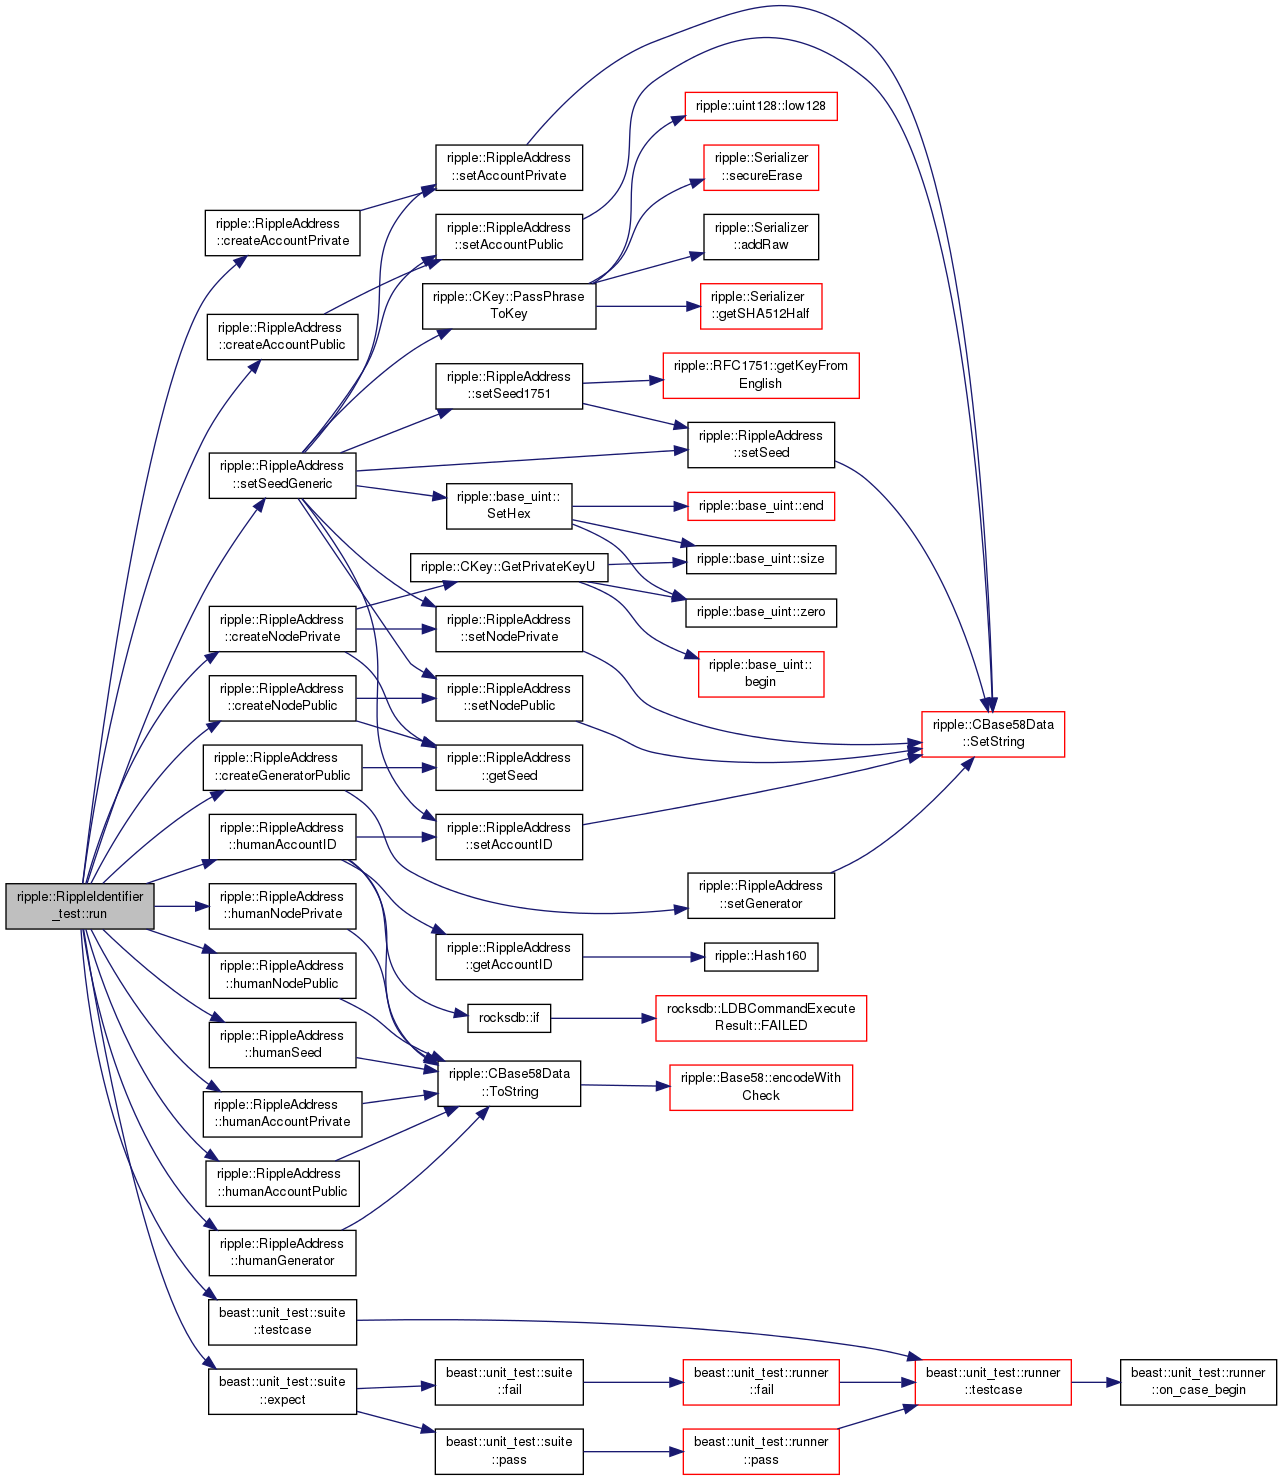 ripple::RippleIdentifier
_test::run
ripple::RippleAddress
::createAccountPrivate
ripple::RippleAddress
::createAccountPublic
ripple::RippleAddress
::setSeedGeneric
ripple::RippleAddress
::createNodePrivate
ripple::RippleAddress
::createNodePublic
ripple::RippleAddress
::createGeneratorPublic
ripple::RippleAddress
::humanAccountID
ripple::RippleAddress
::humanNodePrivate
ripple::RippleAddress
::humanNodePublic
ripple::RippleAddress
::humanSeed
ripple::RippleAddress
::humanAccountPrivate
ripple::RippleAddress
::humanAccountPublic
ripple::RippleAddress
::humanGenerator
beast::unit_test::suite
::testcase
beast::unit_test::suite
::expect
ripple::RippleAddress
::setAccountPrivate
ripple::RippleAddress
::setAccountPublic
ripple::CKey::PassPhrase
ToKey
ripple::RippleAddress
::setSeed1751
ripple::base_uint::
SetHex
ripple::CKey::GetPrivateKeyU
ripple::RippleAddress
::setNodePrivate
ripple::RippleAddress
::setNodePublic
ripple::RippleAddress
::getSeed
ripple::RippleAddress
::setAccountID
ripple::RippleAddress
::getAccountID
rocksdb::if
ripple::CBase58Data
::ToString
beast::unit_test::suite
::fail
beast::unit_test::suite
::pass
ripple::uint128::low128
ripple::Serializer
::secureErase
ripple::Serializer
::addRaw
ripple::Serializer
::getSHA512Half
ripple::RFC1751::getKeyFrom
English
ripple::RippleAddress
::setSeed
ripple::base_uint::end
ripple::base_uint::size
ripple::base_uint::zero
ripple::base_uint::
begin
ripple::RippleAddress
::setGenerator
ripple::Hash160
rocksdb::LDBCommandExecute
Result::FAILED
ripple::Base58::encodeWith
Check
beast::unit_test::runner
::fail
beast::unit_test::runner
::pass
ripple::CBase58Data
::SetString
beast::unit_test::runner
::testcase
beast::unit_test::runner
::on_case_begin